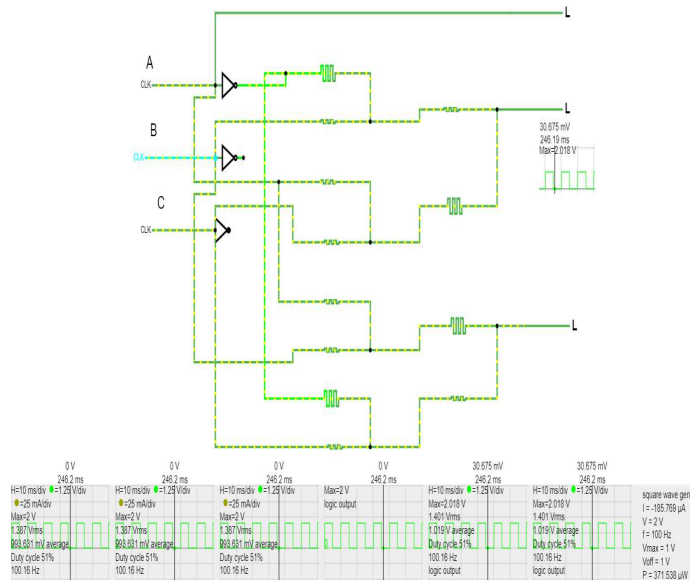 L
A
CLK
B
CLK
C
CLK
L
30.675 mV
246.19 ms
Max=2.018 V
L
0 V
246.2 ms
H=10 ms/div =1.25 V/div
=25 mA/div
Max=2 V
1.387 Vrms
993.631 mV average
Duty cycle 51%
100.16 Hz
0 V
246.2 ms
H=10 ms/div =1.25 V/div
=25 mA/div
Max=2 V
1.387 Vrms
993.631 mV average
Duty cycle 51%
100.16 Hz
0 V
246.2 ms
H=10 ms/div =1.25 V/div
=25 mA/div
Max=2 V
1.387 Vrms
993.631 mV average
Duty cycle 51%
100.16 Hz
0 V
246.2 ms
Max=2 V
logic output
30.675 mV
246.2 ms
H=10 ms/div =1.25 V/div
Max=2.018 V
1.401 Vrms
1.019 V average
Duty cycle 51%
100.16 Hz
logic output
30.675 mV
246.2 ms
H=10 ms/div =1.25 V/div
Max=2.018 V
1.401 Vrms
1.019 V average
Duty cycle 51%
100.16 Hz
logic output
square wave gen
I = -185.769 μA
V = 2 V
f = 100 Hz
Vmax = 1 V
Voff = 1 V
P = 371.538 uW